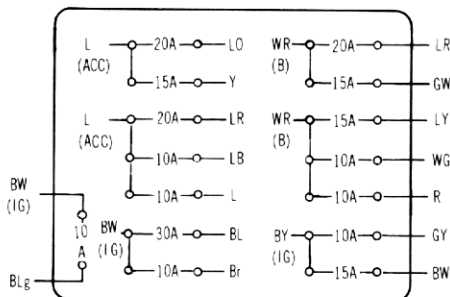 L 20A LO WR 20A LR
(ACC) (B)
15A Y 15A GW
L 20A LR WR 15A LY
(ACC) (B)
10A LB 10A WG
BW 10A L 10A R
(IG)
10 BW 30A BL BY 10A GY
A (IG) (IG)
BLg 10A Br 15A BW